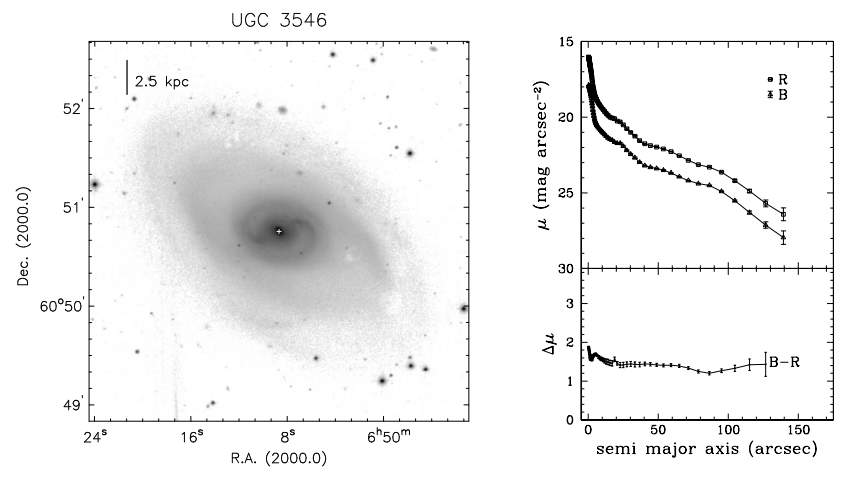 UGC 3546
2.5 kpc
52'
51'
60°50'
49'
Dec. (2000.0)
24s 16s 8s 6h50m
R.A. (2000.0)
15
20
25
30
μ (mag arcsec-2)
R
B
3
2
1
0
Δμ
B-R
0 50 100 150
semi major axis (arcsec)